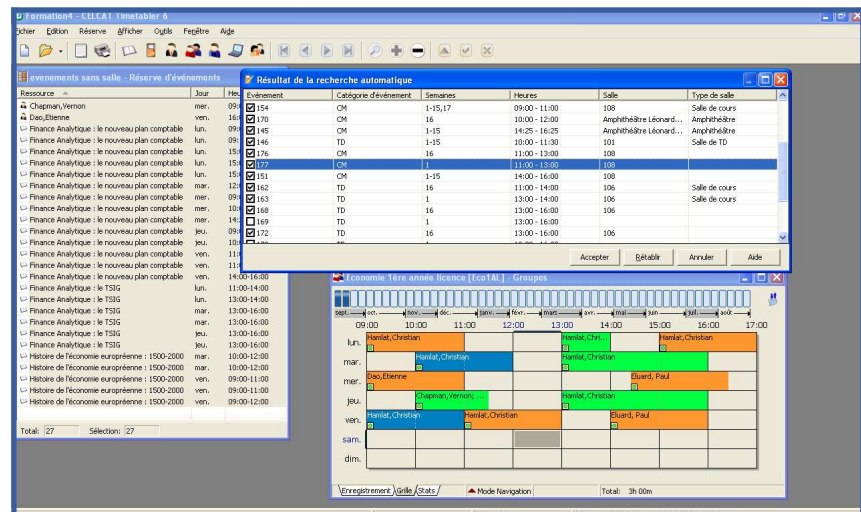 Formation4 - CELCAT Timetabler 6
Fichier Edition Réserve Afficher Outils Fenêtre Aide
evenements sans salle - Réserve d'événements
Ressource Jour Heu
Chapman,Vernon mer. 09:
Dao,Etienne ven. 16:
Finance Analytique : le nouveau plan comptable lun. 09:
Finance Analytique : le nouveau plan comptable lun. 09:
Finance Analytique : le nouveau plan comptable lun. 15:
Finance Analytique : le nouveau plan comptable lun. 15:
Finance Analytique : le nouveau plan comptable mar. 12:
Finance Analytique : le nouveau plan comptable mer. 09:
Finance Analytique : le nouveau plan comptable mer. 10:
Finance Analytique : le nouveau plan comptable mer. 14:
Finance Analytique : le nouveau plan comptable jeu. 09:
Finance Analytique : le nouveau plan comptable jeu. 10:
Finance Analytique : le nouveau plan comptable ven. 11:
Finance Analytique : le nouveau plan comptable ven. 11:
Finance Analytique : le nouveau plan comptable ven. 14:00-16:00
Finance Analytique : le TSIG lun. 11:00-14:00
Finance Analytique : le TSIG lun. 13:00-14:00
Finance Analytique : le TSIG mar. 13:00-16:00
Finance Analytique : le TSIG mar. 13:00-16:00
Finance Analytique : le TSIG jeu. 13:00-16:00
Finance Analytique : le TSIG jeu. 13:00-16:00
Histoire de l'économie européenne : 1500-2000 mar. 10:00-12:00
Histoire de l'économie européenne : 1500-2000 mar. 10:00-12:00
Histoire de l'économie européenne : 1500-2000 ven. 09:00-11:00
Histoire de l'économie européenne : 1500-2000 ven. 09:00-11:00
Histoire de l'économie européenne : 1500-2000 ven. 09:00-12:00
Total: 27 Sélection: 27
Résultat de la recherche automatique
Evénement Catégorie d'événement Semaines Heures Salle Type de salle
154 CM 1-15,17 09:00 - 11:00 108 Salle de cours
170 CM 16 10:00 - 12:00 Amphithéâtre Léonard... Amphithéâtre
145 CM 1-15 14:25 - 16:25 Amphithéâtre Léonard... Amphithéâtre
146 TD 1-15 10:00 - 11:30 101 Salle de TD
176 CM 16 11:00 - 13:00 108
177 CM 1 11:00 - 13:00 108
151 CM 1-15 14:00 - 16:00 108
162 TD 16 11:00 - 14:00 106 Salle de cours
163 TD 1 13:00 - 14:00 106 Salle de cours
168 TD 16 13:00 - 16:00 106
169 TD 1 13:00 - 16:00
172 TD 16 13:00 - 16:00 106
Accepter Rétablir Annuler Aide
Economie 1ère année licence [Eco1AL] - Groupes
sept. oct. nov. déc. janv. févr. mars avr. mai juin juil. août
09:00 10:00 11:00 12:00 13:00 14:00 15:00 16:00 17:00
lun. Hamlat,Christian Hamlat,Chri... Hamlat,Christian
mar. Hamlat,Christian Hamlat,Christian
mer. Dao,Etienne Eluard, Paul
jeu. Chapman,Vernon; ... Hamlat,Christian
ven. Hamlat,Christian Hamlat,Christian Eluard, Paul
sam.
dim.
Enregistrement Grille Stats Mode Navigation Total: 3h 00m